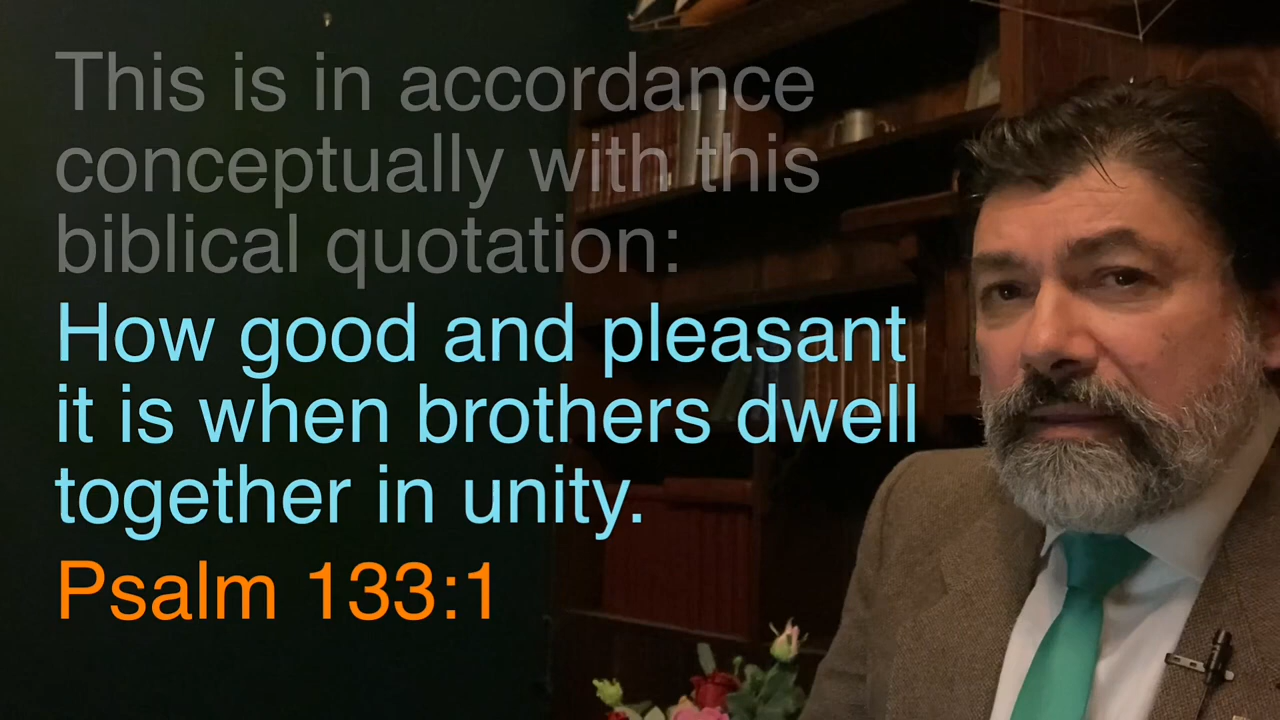 This is in accordance
conceptually with this
biblical quotation:
How good and pleasant
it is when brothers dwell
together in unity.
Psalm 133:1